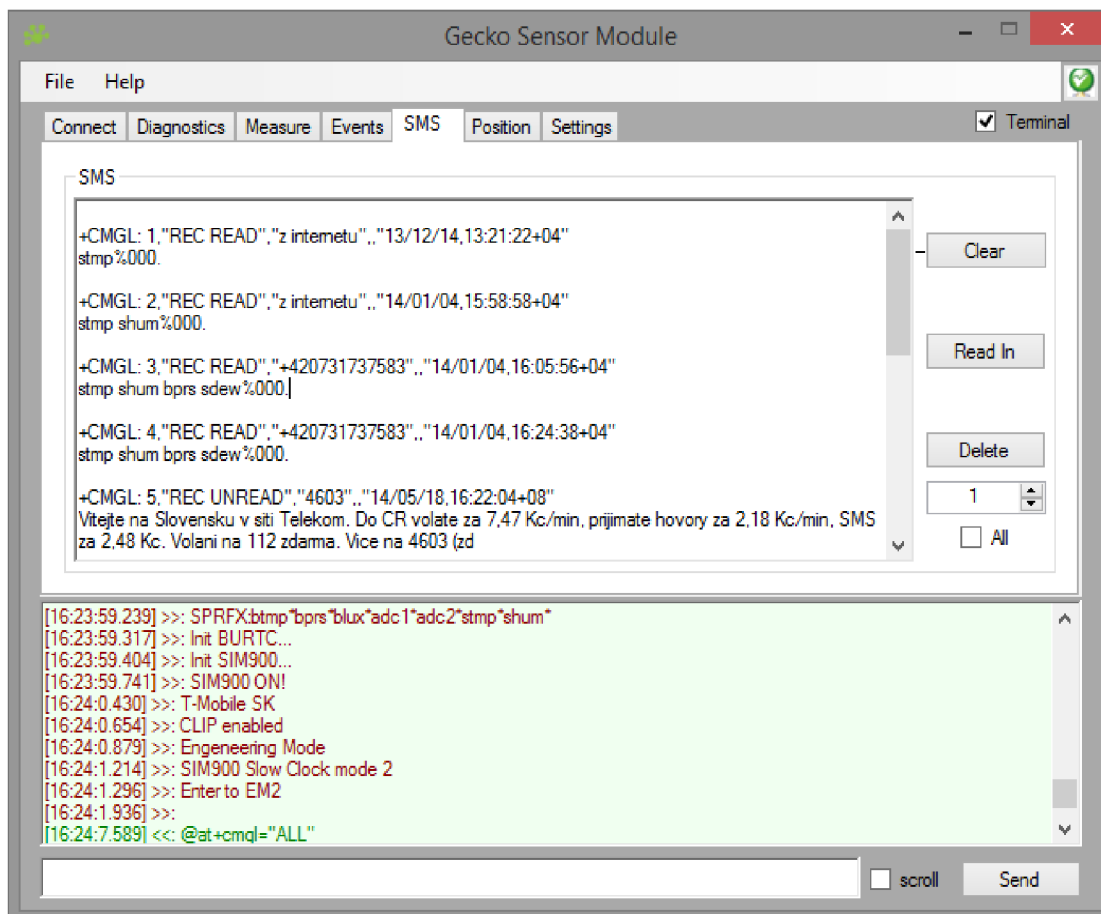 Gecko Sensor Module
File Help
Connect Diagnostics Measure Events SMS Position Settings Terminal
SMS
+CMGL: 1,"REC READ","z internetu",,"13/12/14,13:21:22+04"
stmp%000.
+CMGL: 2,"REC READ","z internetu",,"14/01/04,15:58:58+04"
stmp shum%000.
+CMGL: 3,"REC READ","+420731737583",,"14/01/04,16:05:56+04"
stmp shum bprs sdew%000.
+CMGL: 4,"REC READ","+420731737583",,"14/01/04,16:24:38+04"
stmp shum bprs sdew%000.
+CMGL: 5,"REC UNREAD","4603",,"14/05/18,16:22:04+08"
Vitejte na Slovensku v siti Telekom. Do CR volate za 7,47 Kc/min, prijimate hovory za 2,18 Kc/min, SMS
za 2,48 Kc. Volani na 112 zdarma. Vice na 4603 (zd
Clear
Read In
Delete
1
All
[16:23:59.239] >>: SPRFX:btmp*bprs*blux*adc1*adc2*stmp*shum*
[16:23:59.317] >>: Init BURTC...
[16:23:59.404] >>: Init SIM900...
[16:23:59.741] >>: SIM900 ON!
[16:24:0.430] >>: T-Mobile SK
[16:24:0.654] >>: CLIP enabled
[16:24:0.879] >>: Engeneering Mode
[16:24:1.214] >>: SIM900 Slow Clock mode 2
[16:24:1.296] >>: Enter to EM2
[16:24:1.936] >>:
[16:24:7.589] <<: @at+cmgl="ALL"
scroll Send